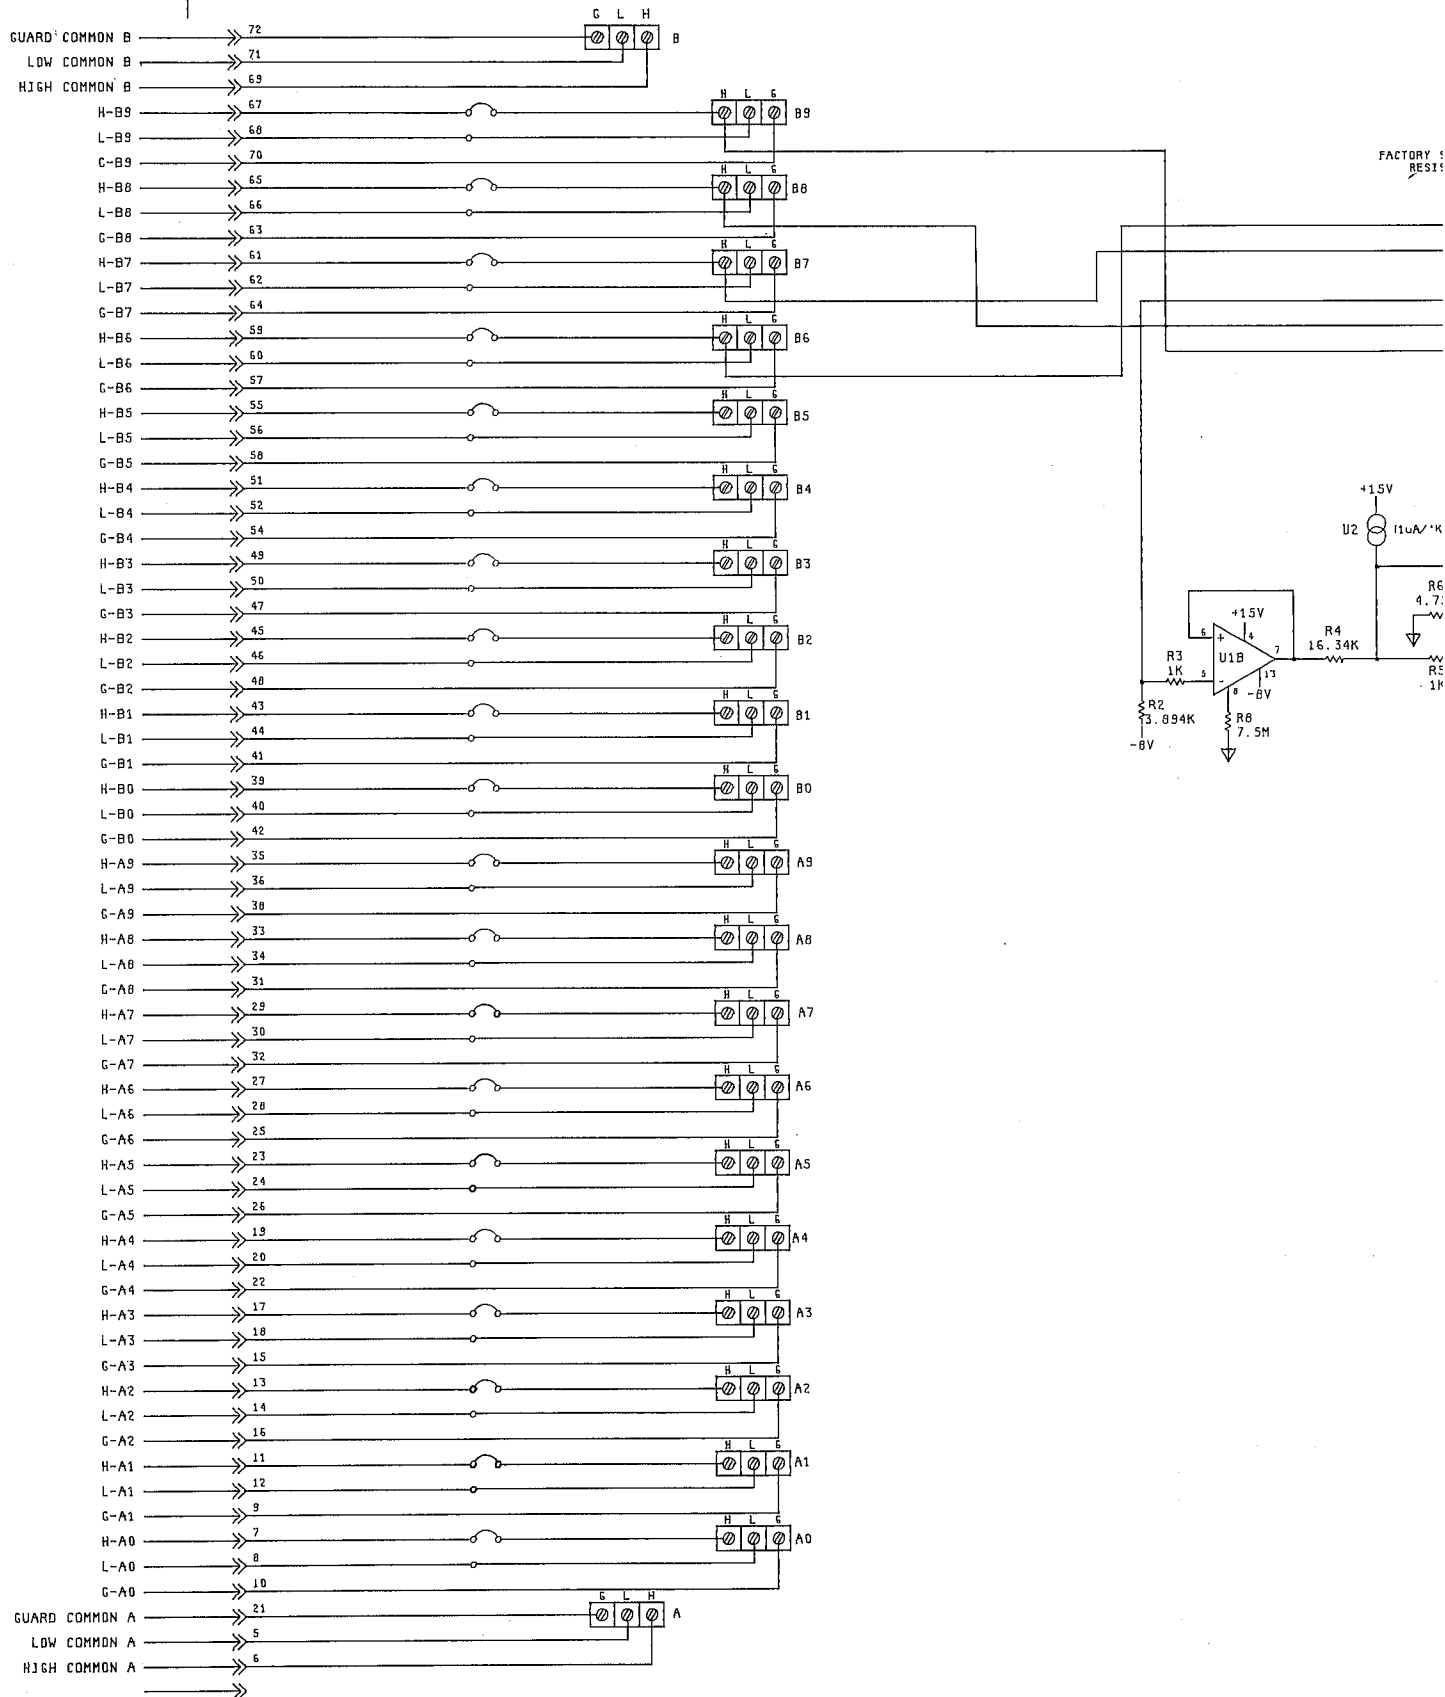 G L H
GUARD COMMON B 72 B
LOW COMMON B 71
HIGH COMMON B 69
H L G
H-B9 67 B9
L-B9 68
G-B9 70
FACTORY
H L G
H-B8 65 B8
L-B8 66
G-B8 63
H L G
H-B7 61 B7
L-B7 62
G-B7 64
H L G
H-B6 59 B6
L-B6 60
G-B6 57
H L G
H-B5 55 B5
L-B5 56
G-B5 58
H L G
H-B4 51 B4
L-B4 52
G-B4 54
+15V
U2
H L G
H-B3 49 B3
L-B3 50
G-B3 47
H L G
H-B2 45 B2
L-B2 46
G-B2 48
H L G
H-B1 43 B1
L-B1 44
G-B1 41
+15V
6 + 4
U1B 7
5 - 13
8 -8V
R3
1K
R4
16.34K
R2
3.894K
-8V
R8
7.5M
H L G
H-B0 39 B0
L-B0 40
G-B0 42
H L G
H-A9 35 A9
L-A9 36
G-A9 38
H L G
H-A8 33 A8
L-A8 34
G-A8 31
H L G
H-A7 29 A7
L-A7 30
G-A7 32
H L G
H-A6 27 A6
L-A6 28
G-A6 25
H L G
H-A5 23 A5
L-A5 24
G-A5 26
H L G
H-A4 19 A4
L-A4 20
G-A4 22
H L G
H-A3 17 A3
L-A3 18
G-A3 15
H L G
H-A2 13 A2
L-A2 14
G-A2 16
H L G
H-A1 11 A1
L-A1 12
G-A1 9
H L G
H-A0 7 A0
L-A0 8
G-A0 10
G L H
GUARD COMMON A 21 A
LOW COMMON A 5
HIGH COMMON A 6